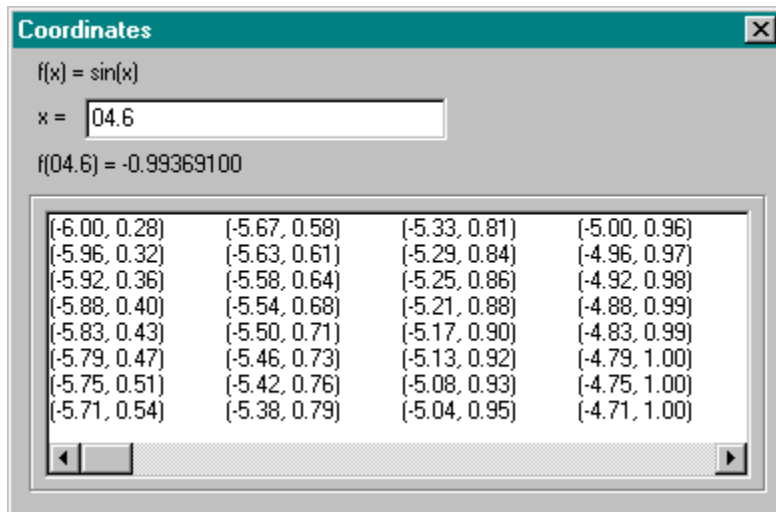 Coordinates
f(x) = sin(x)
x = 04.6
f(04.6) = -0.99369100
(-6.00, 0.28) (-5.67, 0.58) (-5.33, 0.81) (-5.00, 0.96)
(-5.96, 0.32) (-5.63, 0.61) (-5.29, 0.84) (-4.96, 0.97)
(-5.92, 0.36) (-5.58, 0.64) (-5.25, 0.86) (-4.92, 0.98)
(-5.88, 0.40) (-5.54, 0.68) (-5.21, 0.88) (-4.88, 0.99)
(-5.83, 0.43) (-5.50, 0.71) (-5.17, 0.90) (-4.83, 0.99)
(-5.79, 0.47) (-5.46, 0.73) (-5.13, 0.92) (-4.79, 1.00)
(-5.75, 0.51) (-5.42, 0.76) (-5.08, 0.93) (-4.75, 1.00)
(-5.71, 0.54) (-5.38, 0.79) (-5.04, 0.95) (-4.71, 1.00)